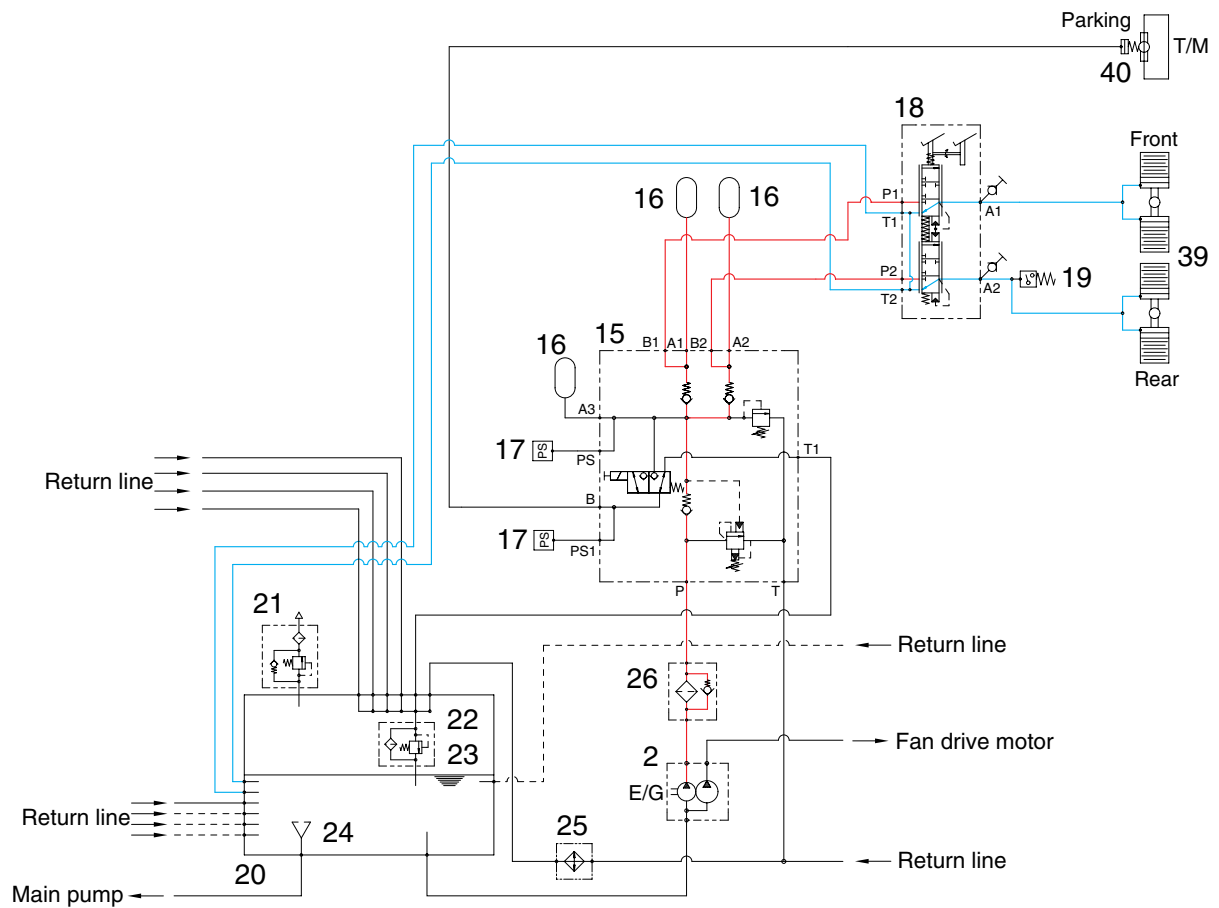 Parking
T/M
40
18
Front
16
16
P1
T1
A1
39
P2
T2
A2
19
Rear
15
B1
A1
B2
A2
16
A3
17
PS
PS
T1
Return line
B
17
PS
PS1
P
T
21
Return line
26
22
23
2
Fan drive motor
E/G
Return line
24
25
20
Return line
Main pump